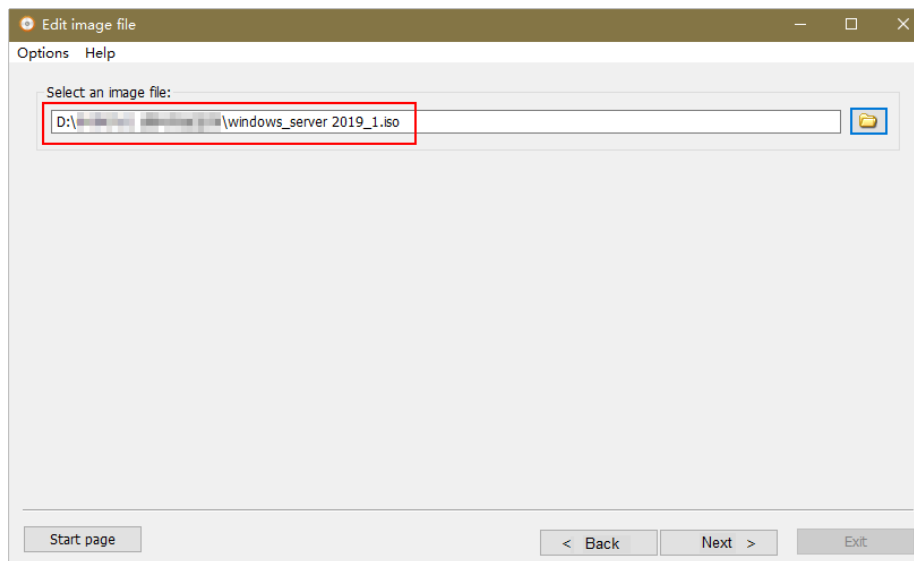 Edit image file
Options Help
Select an image file:
D:\ \windows_server 2019_1.iso
Start page
< Back
Next >
Exit